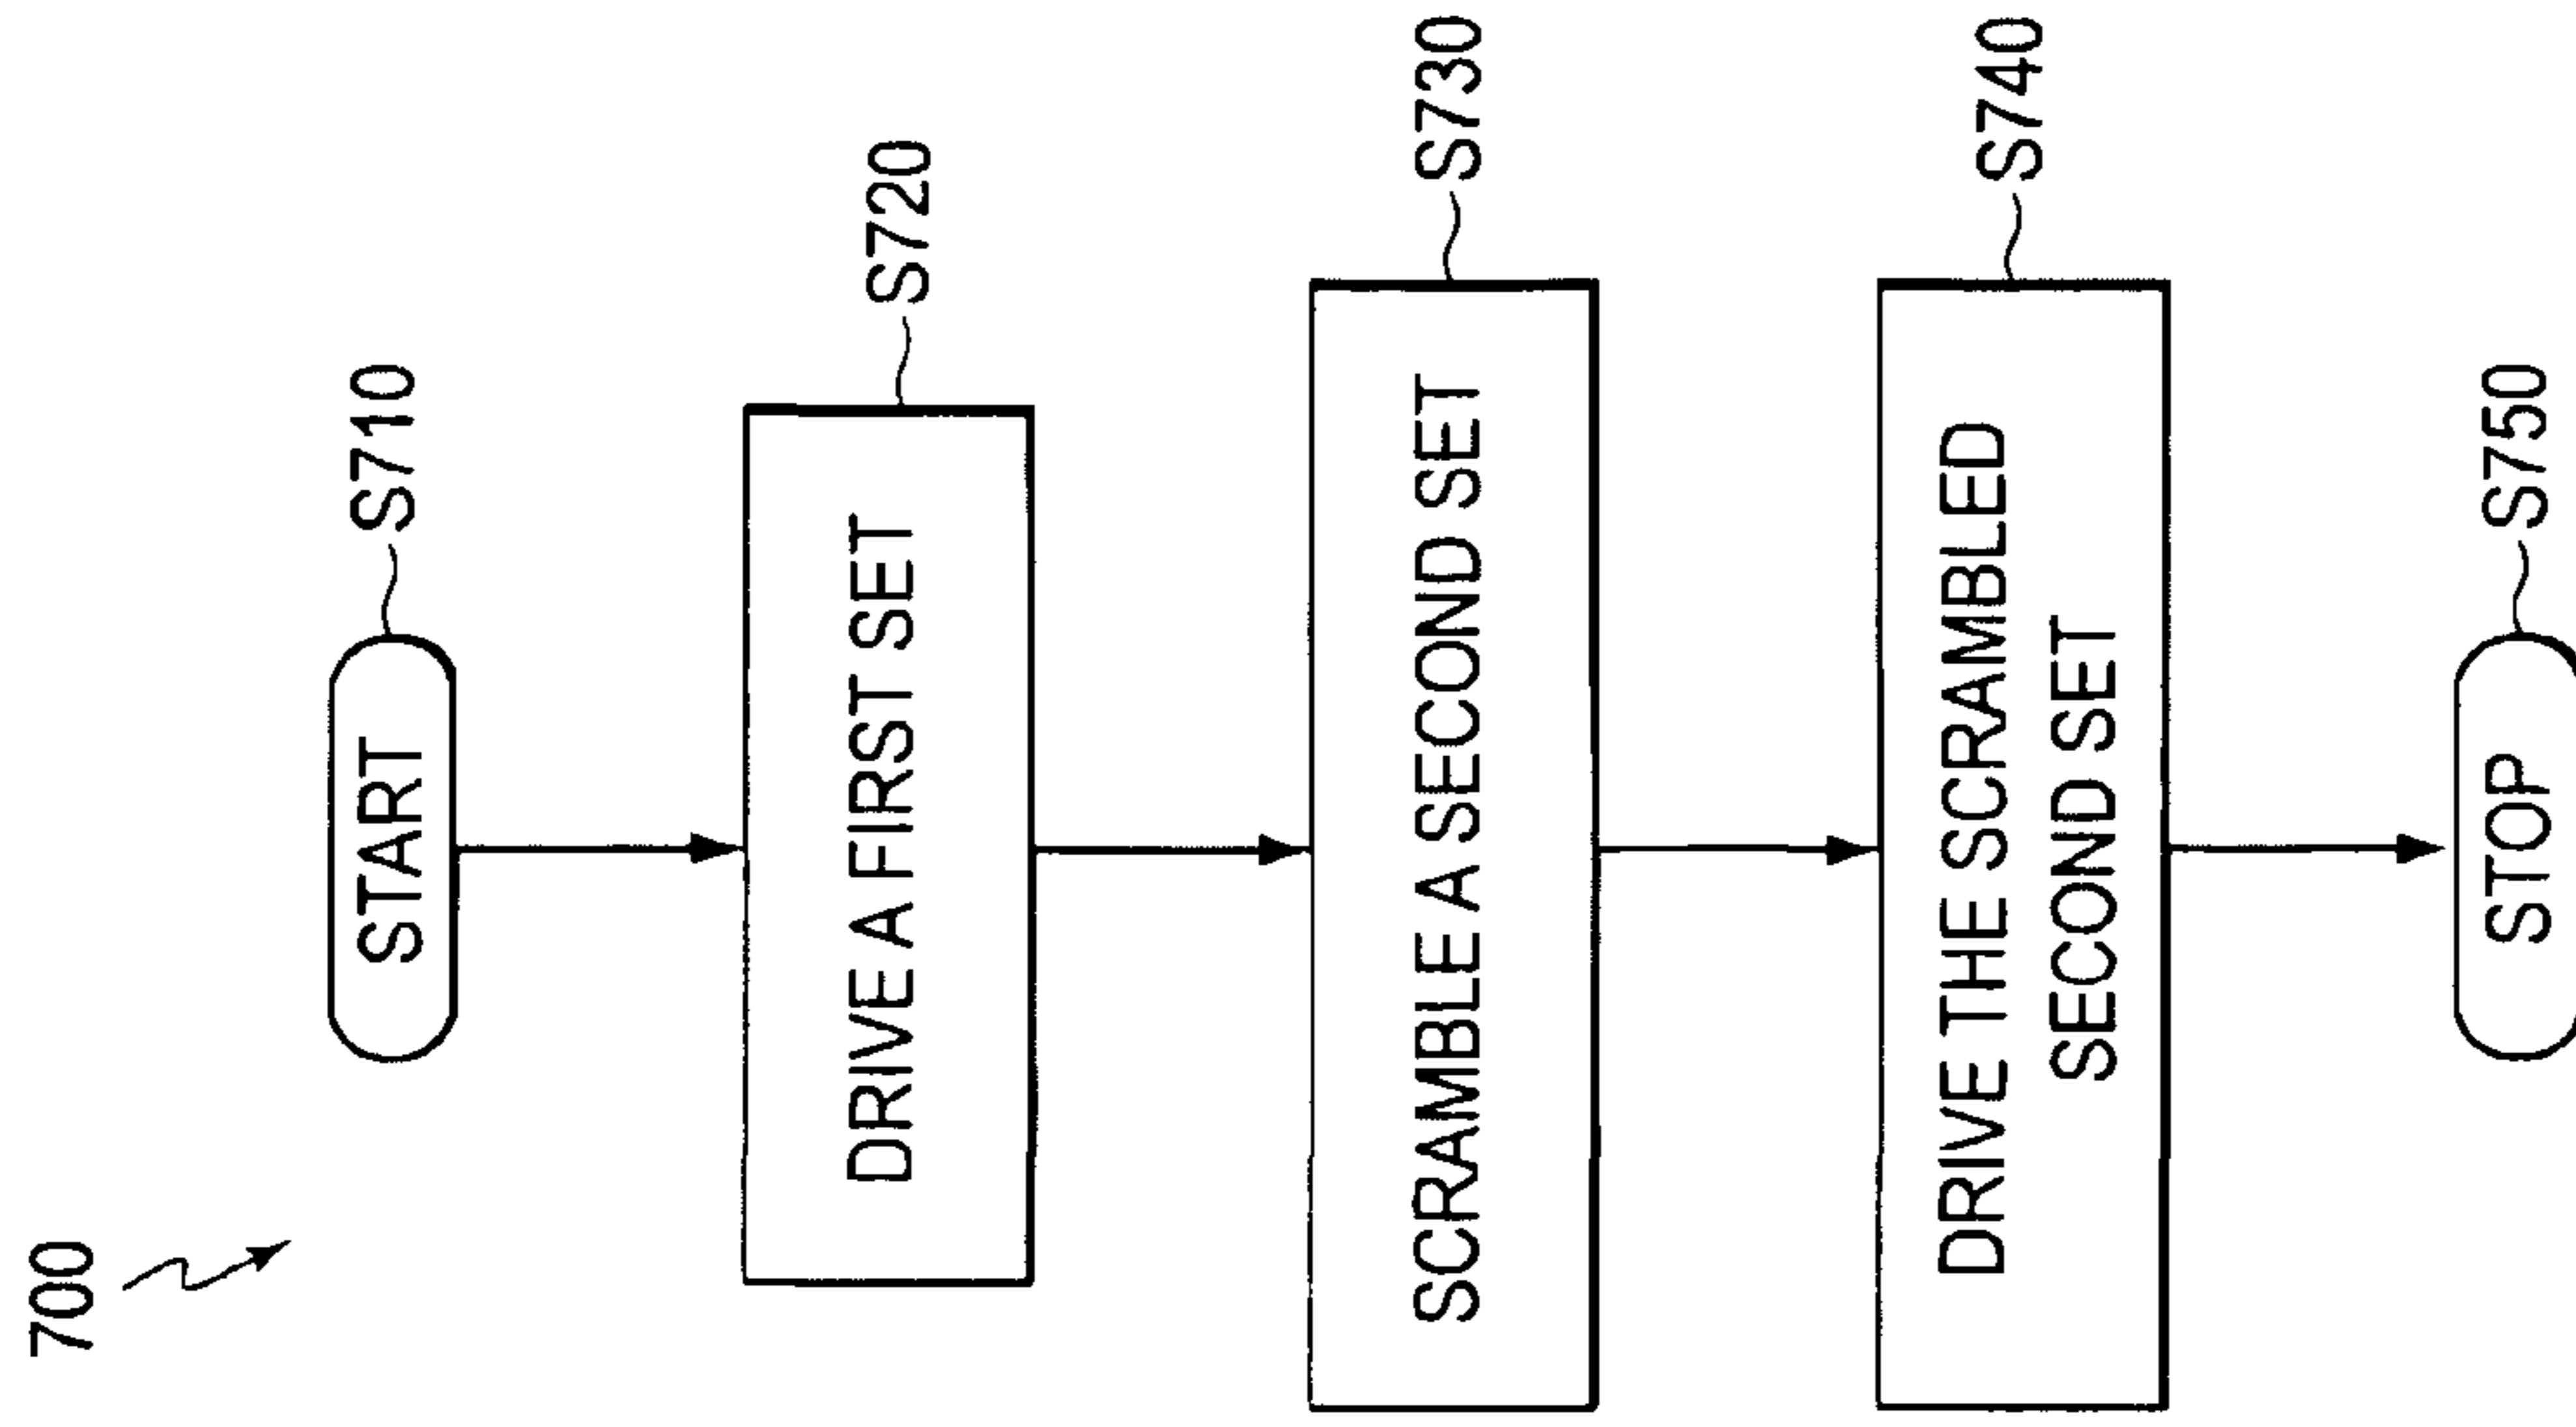 700
START
S710
DRIVE A FIRST SET
S720
SCRAMBLE A SECOND SET
S730
DRIVE THE SCRAMBLED
SECOND SET
S740
STOP
S750